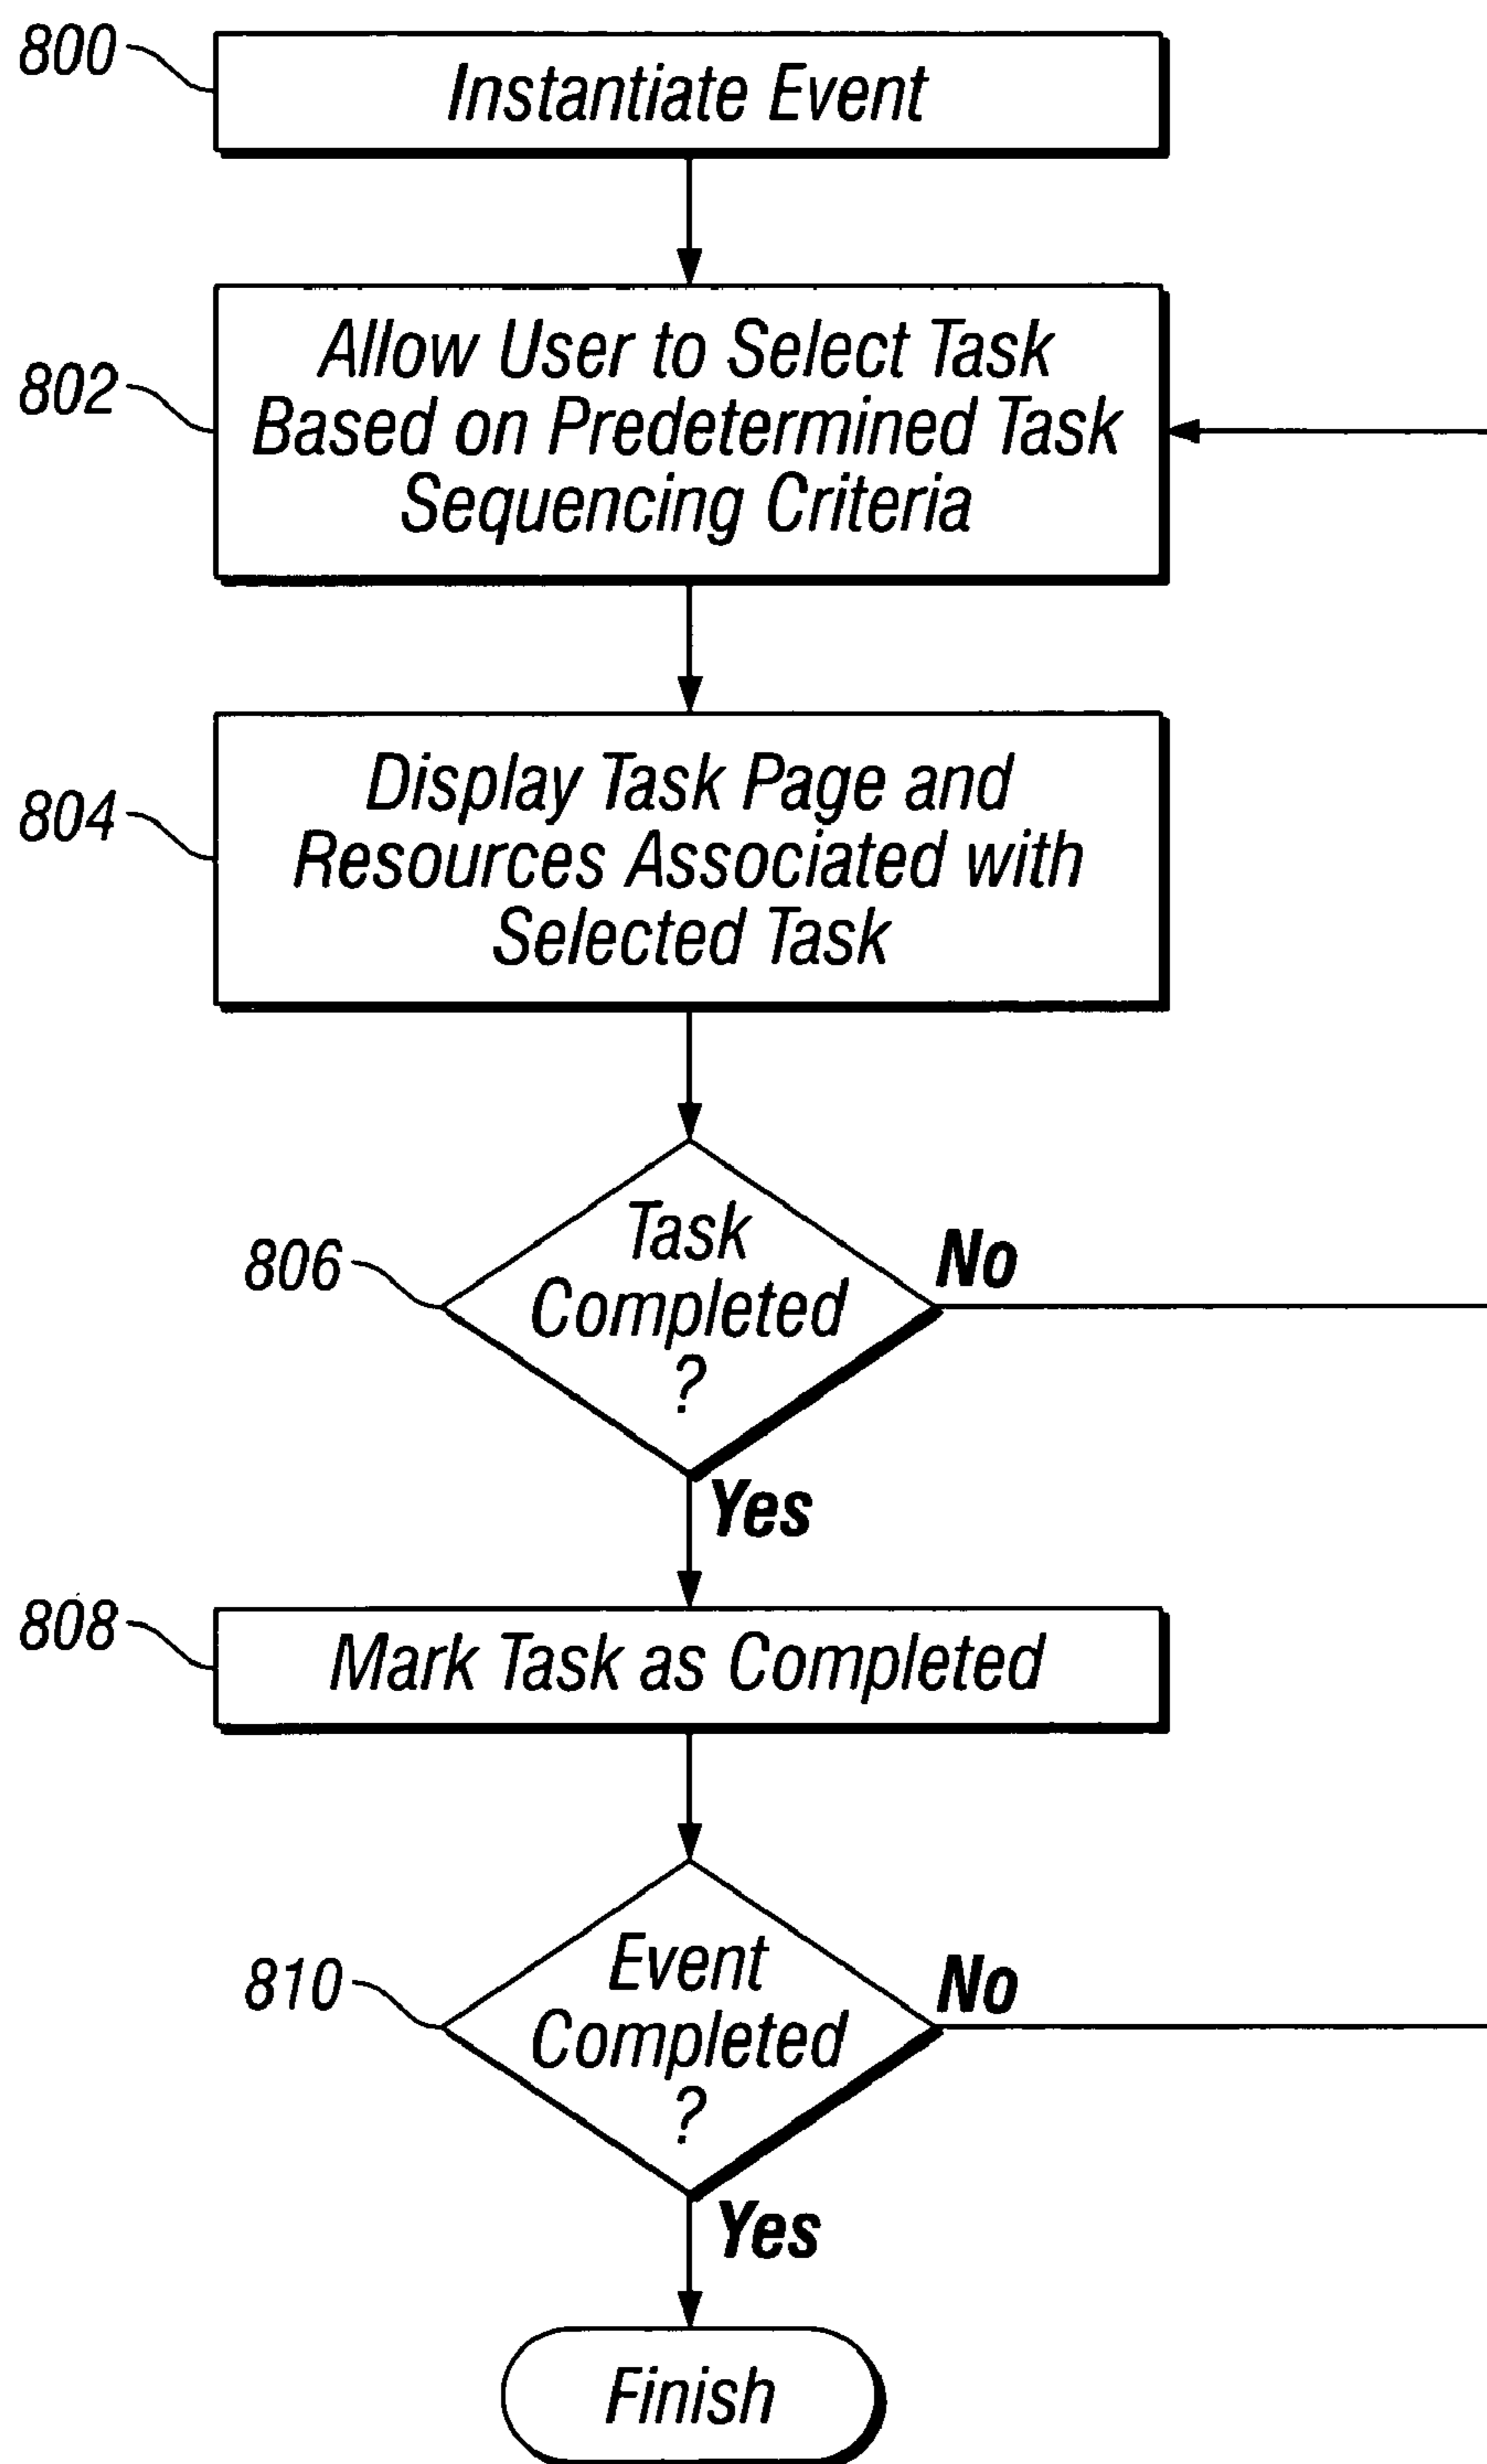 800
Instantiate Event
802
Allow User to Select Task
Based on Predetermined Task
Sequencing Criteria
804
Display Task Page and
Resources Associated with
Selected Task
806
Task
Completed
?
No
Yes
808
Mark Task as Completed
810
Event
Completed
?
No
Yes
Finish